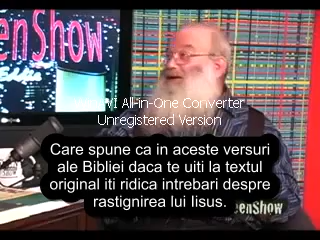 enShow
VI All-in-One Converter
Unregistered Version
Care spune ca in aceste versuri
ale Bibliei daca te uiti la textul
original iti ridica intrebari despre
rastignirea lui Iisus.
enShow